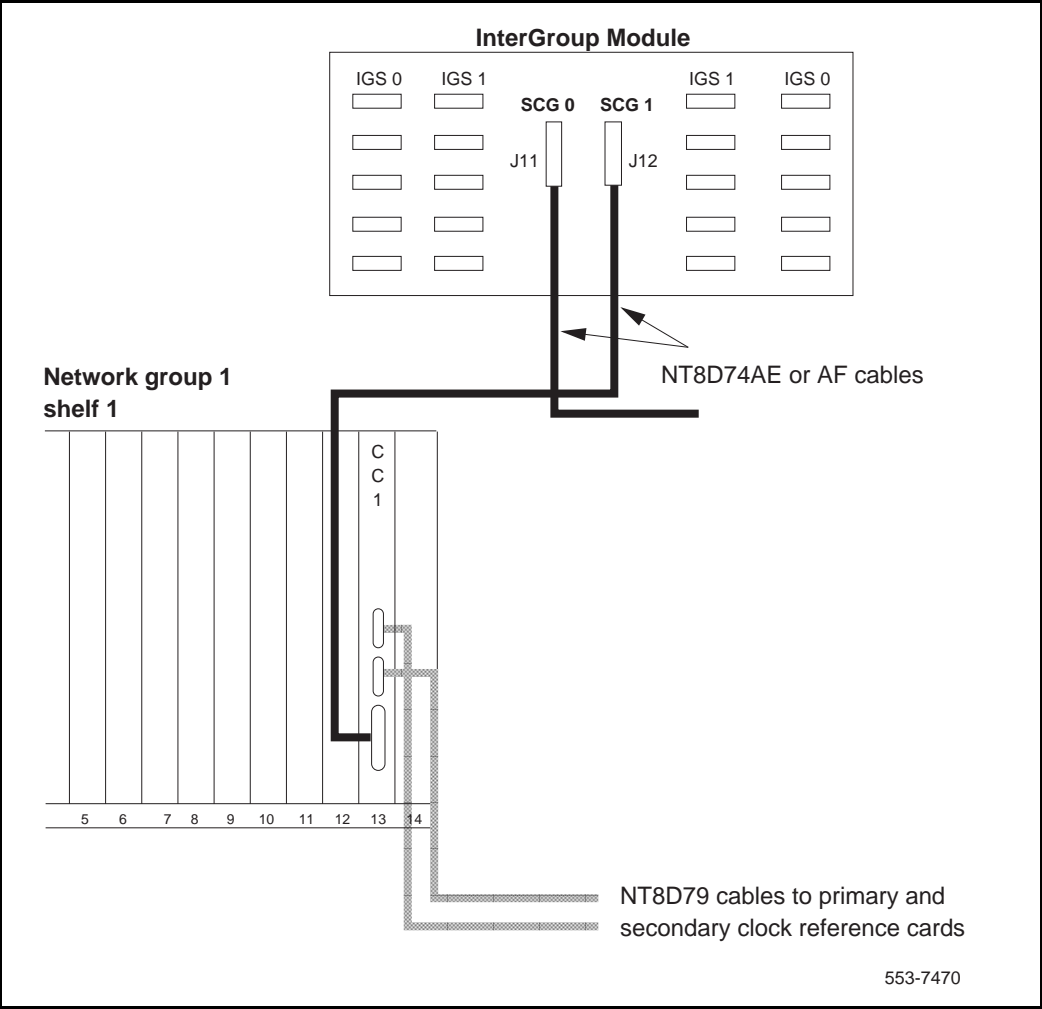 InterGroup Module
IGS 0
IGS 1
IGS 1
IGS 0
SCG 0
SCG 1
J11
J12
NT8D74AE or AF cables
Network group 1
shelf 1
C
C
1
5
6
7
8
9
10
11
12
13
14
NT8D79 cables to primary and
secondary clock reference cards
553-7470